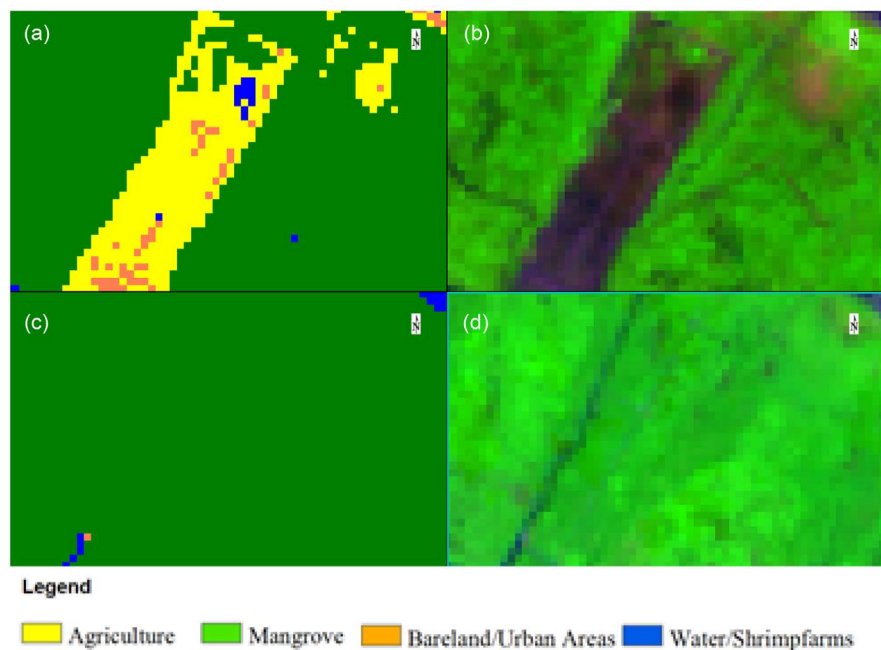 (a)
N
(b)
N
(c)
N
(d)
N
Legend
Agriculture
Mangrove
Bareland/Urban Areas
Water/Shrimpfarms